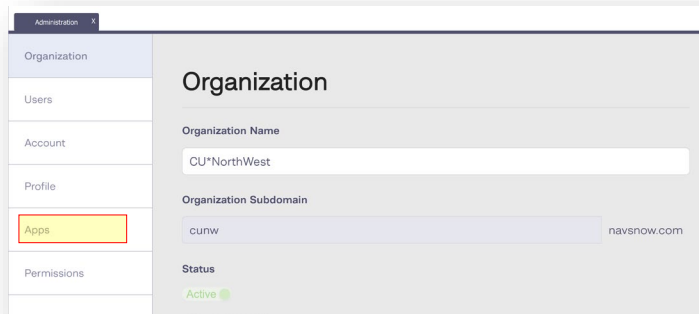 Administration X
Organization
Users
Account
Profile
Apps
Permissions
Organization
Organization Name
CU*NorthWest
Organization Subdomain
cunw navsnow.com
Status
Active